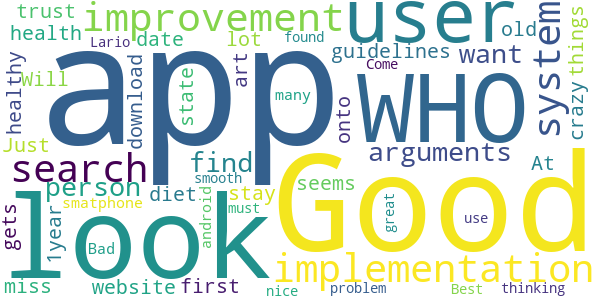 trust
improvement
user
old
system
things
health
Lario
date
lot
found
guidelines
want
healthy
Will
app
download
state
art
many
Come
WHO
onto
crazy
Just
search
find
arguments
At
person
diet
smooth
stay
seems
gets
1year
smatphone
android
must
great
use
Good
look
Bad
implementation
miss
website
first
nice
problem
Best
thinking